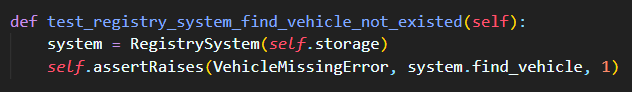 def test_registry_system_find_vehicle_not_existed(self):
    system = RegistrySystem(self.storage)
    self.assertRaises(VehicleMissingError, system.find_vehicle, 1)